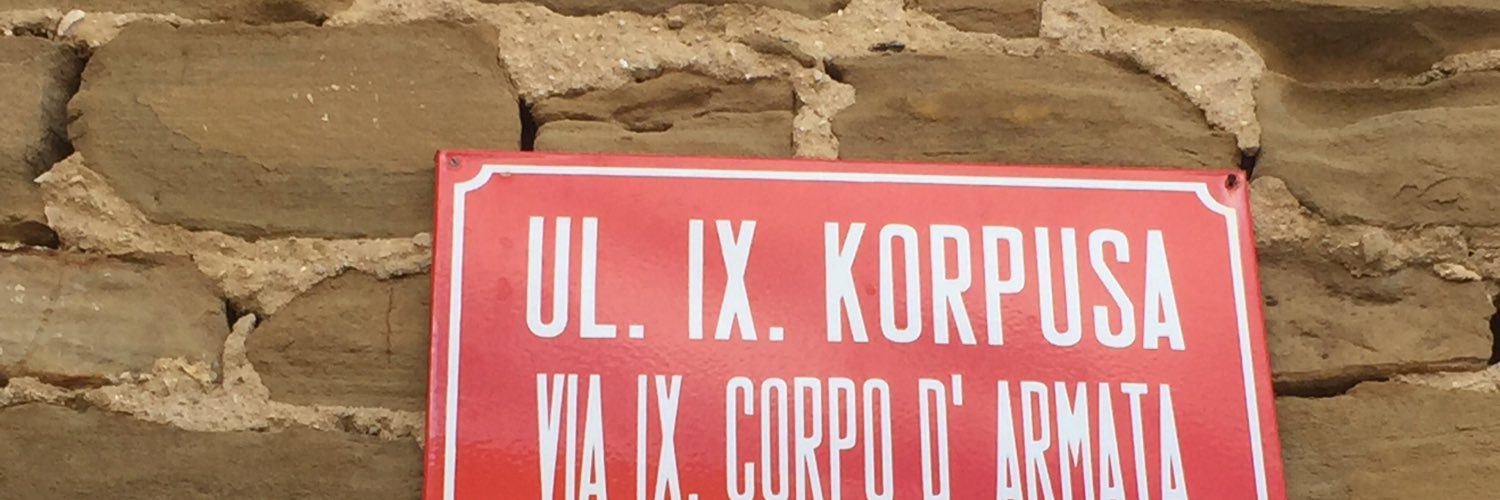 UL. IX. KORPUSA
VIA IX. CORPO D' ARMATA